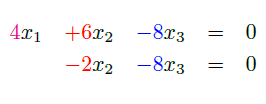 4x₁ +6x₂ −8x₃ = 0
−2x₂ −8x₃ = 0